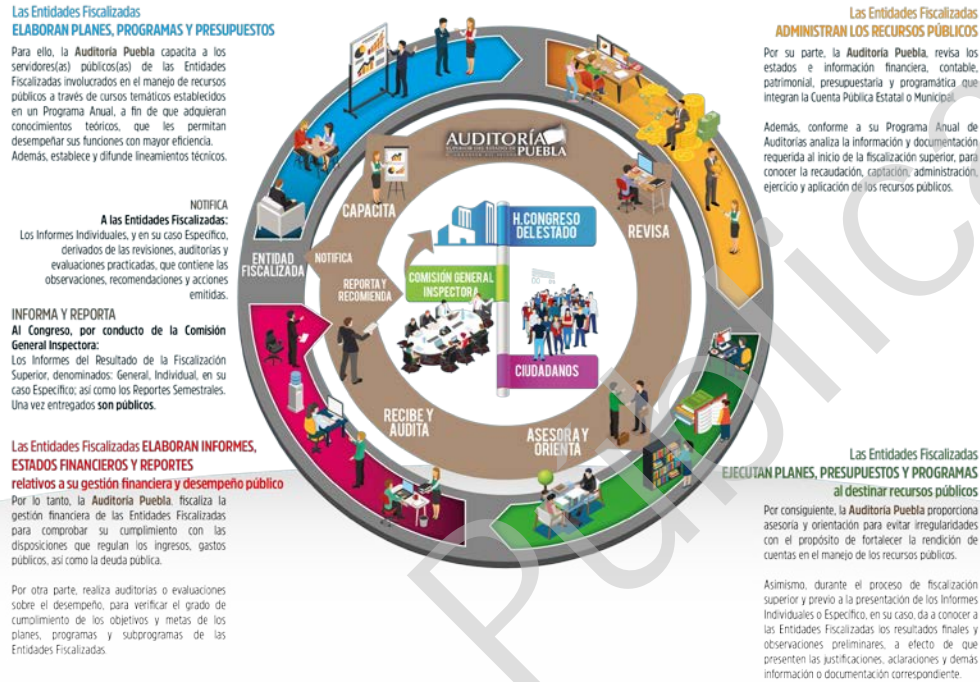 Las Entidades Fiscalizadas
ELABORAN PLANES, PROGRAMAS Y PRESUPUESTOS
Para ello, la Auditoría Puebla capacita a los
servidores(as) públicos(as) de las Entidades
Fiscalizadas involucrados en el manejo de recursos
públicos a través de cursos temáticos establecidos
en un Programa Anual, a fin de que adquieran
conocimientos teóricos, que les permitan
desempeñar sus funciones con mayor eficiencia.
Además, establece y difunde lineamientos técnicos.
NOTIFICA
A las Entidades Fiscalizadas:
Los Informes Individuales, y en su caso Específico,
derivados de las revisiones, auditorías y
evaluaciones practicadas, que contiene las
observaciones, recomendaciones y acciones
emitidas.
INFORMA Y REPORTA
Al Congreso, por conducto de la Comisión
General Inspectora:
Los Informes del Resultado de la Fiscalización
Superior, denominados: General, Individual, en su
caso Específico; así como los Reportes Semestrales.
Una vez entregados son públicos.
Las Entidades Fiscalizadas ELABORAN INFORMES,
ESTADOS FINANCIEROS Y REPORTES
relativos a su gestión financiera y desempeño público
Por lo tanto, la Auditoría Puebla, fiscaliza la
gestión financiera de las Entidades Fiscalizadas
para comprobar su cumplimiento con las
disposiciones que regulan los ingresos, gastos
públicos, así como la deuda pública.
Por otra parte, realiza auditorías o evaluaciones
sobre el desempeño, para verificar el grado de
cumplimiento de los objetivos y metas de los
planes, programas y subprogramas de las
Entidades Fiscalizadas.
AUDITORÍA
PUEBLA
CAPACITA
REVISA
H. CONGRESO
DEL ESTADO
ENTIDAD
FISCALIZADA
NOTIFICA
REPORTA Y
RECOMIENDA
COMISIÓN GENERAL
INSPECTORA
CIUDADANOS
RECIBE Y
AUDITA
ASESORA Y
ORIENTA
Las Entidades Fiscalizadas
ADMINISTRAN LOS RECURSOS PÚBLICOS
Por su parte, la Auditoría Puebla, revisa los
estados e información financiera, contable,
patrimonial, presupuestaria y programática que
integran la Cuenta Pública Estatal o Municipal.
Además, conforme a su Programa Anual de
Auditorías analiza la información y documentación
requerida al inicio de la fiscalización superior, para
conocer la recaudación, captación, administración,
ejercicio y aplicación de los recursos públicos.
Las Entidades Fiscalizadas
EJECUTAN PLANES, PRESUPUESTOS Y PROGRAMAS
al destinar recursos públicos
Por consiguiente, la Auditoría Puebla proporciona
asesoría y orientación para evitar irregularidades
con el propósito de fortalecer la rendición de
cuentas en el manejo de los recursos públicos.
Asimismo, durante el proceso de fiscalización
superior y previo a la presentación de los Informes
Individuales o Específico, en su caso, da a conocer a
las Entidades Fiscalizadas los resultados finales y
observaciones preliminares, a efecto de que
presenten las justificaciones, aclaraciones y demás
información o documentación correspondiente.